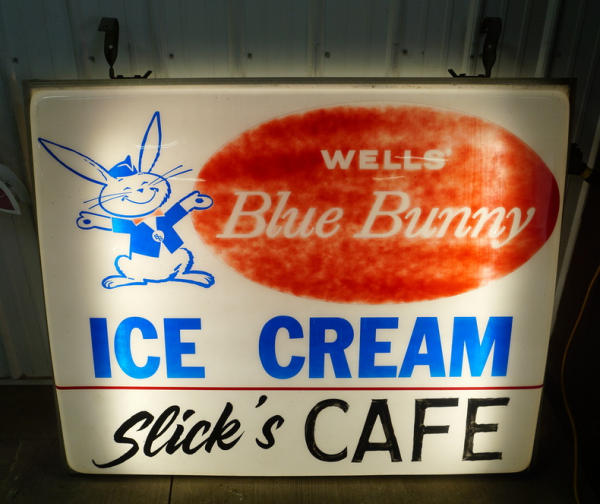 WELLS'
Blue Bunny
ICE CREAM
Slick's CAFE